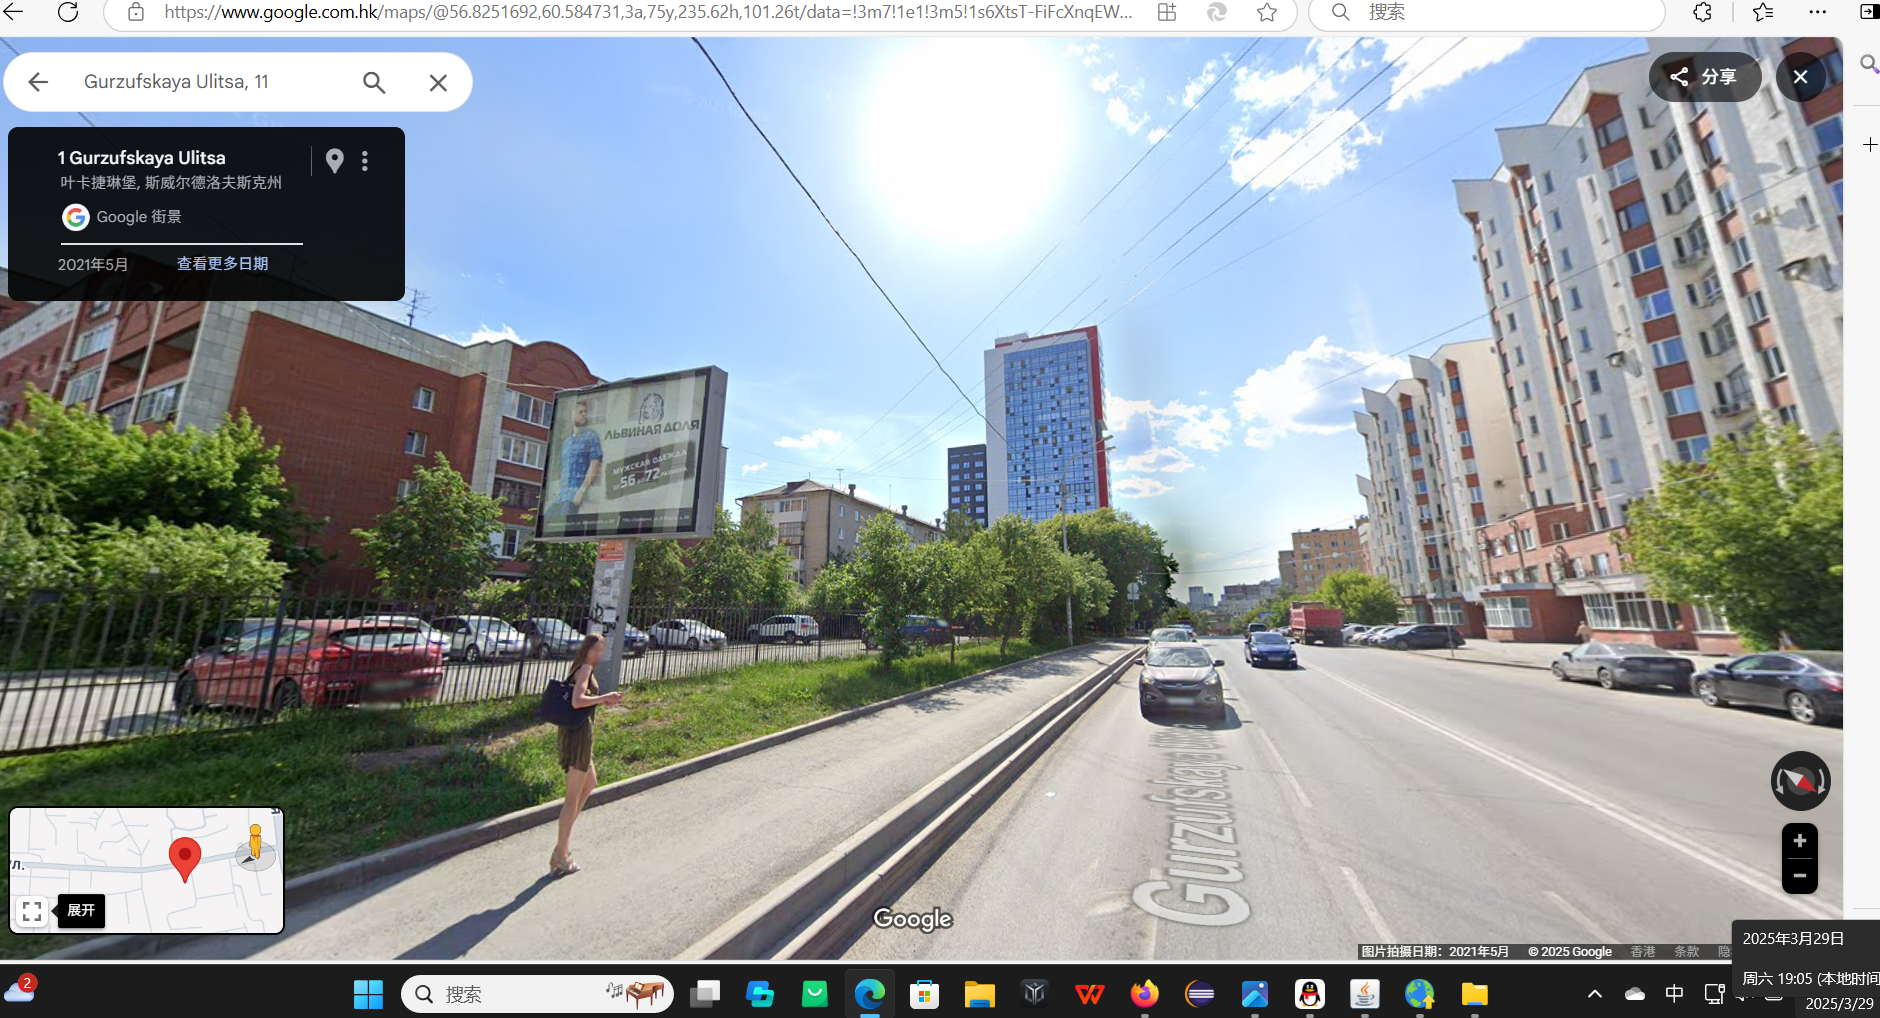 https://www.google.com.hk/maps/@56.8251692,60.584731,3a,75y,235.62h,101.26t/data=!3m7!1e1!3m5!1s6XtsT-FiFcXnqEW...
搜索
Gurzufskaya Ulitsa, 11
分享
1 Gurzufskaya Ulitsa
叶卡捷琳堡, 斯威尔德洛夫斯克州
Google 街景
2021年5月
查看更多日期
ЛЬВИНАЯ ДОЛЯ
МУЖСКАЯ ОДЕЖДА
от 56 до 72 РАЗМЕРА
Gurzufskaya
ул.
展开
Google
图片拍摄日期：2021年5月
© 2025 Google
香港
条款
2025年3月29日
周六 19:05 (本地时间
2
搜索
中
2025/3/29